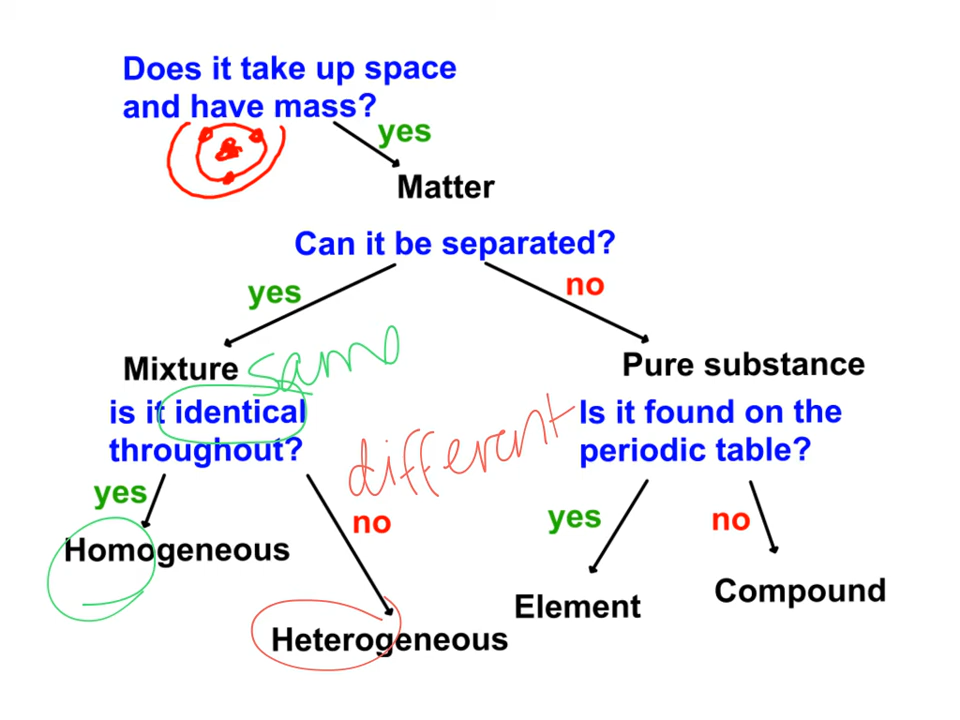 Does it take up space
and have mass?
yes
Matter
Can it be separated?
yes
no
Mixture
same
Pure substance
is it identical
throughout?
different
Is it found on the
periodic table?
yes
no
yes
no
Homogeneous
Heterogeneous
Element
Compound